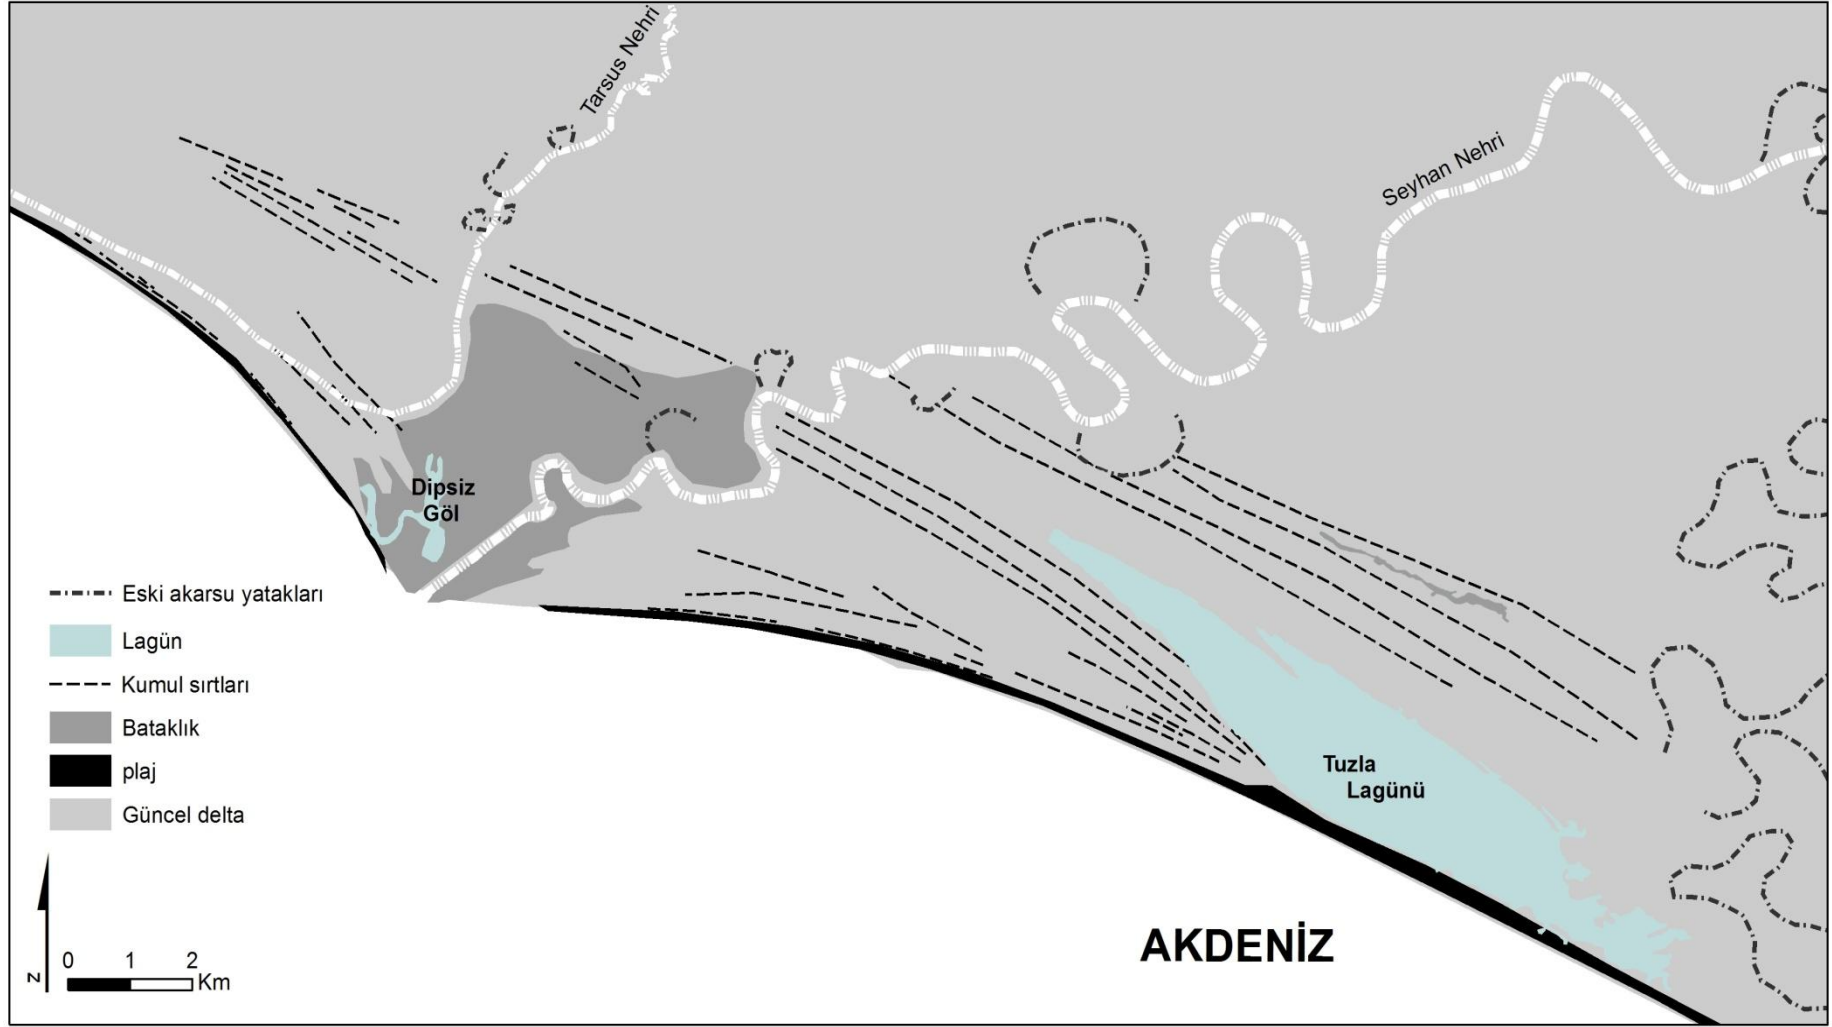 Tarsus Nehri
Seyhan Nehri
Dipsiz
Göl
Eski akarsu yatakları
Lagün
Kumul sırtları
Bataklık
plaj
Güncel delta
Tuzla
Lagünü
AKDENİZ
z
0 1 2
Km